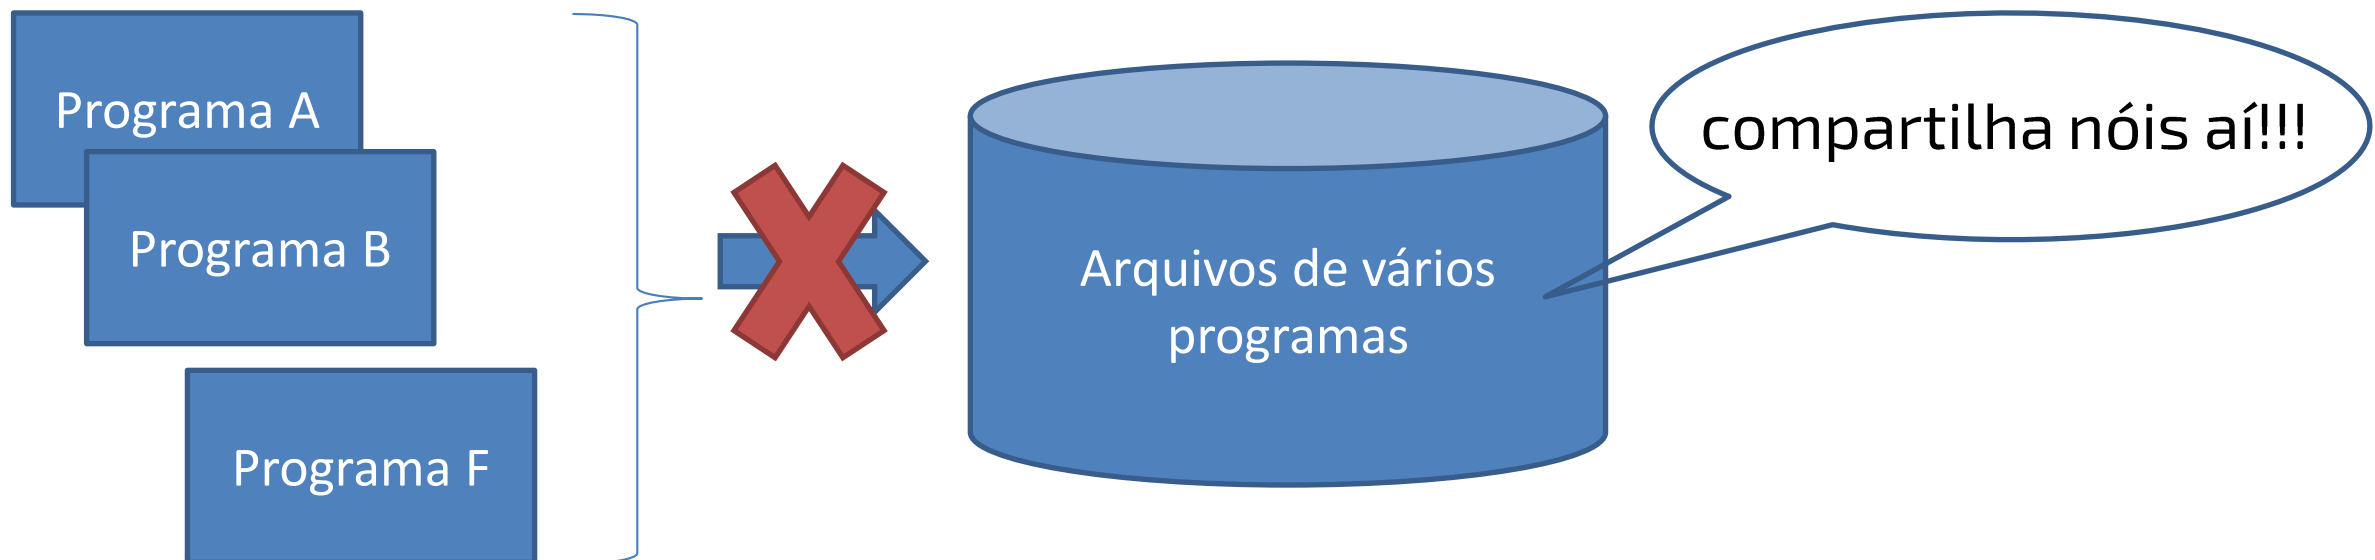 Programa A
Programa B
Programa F
Arquivos de vários
programas
compartilha nóis aí!!!